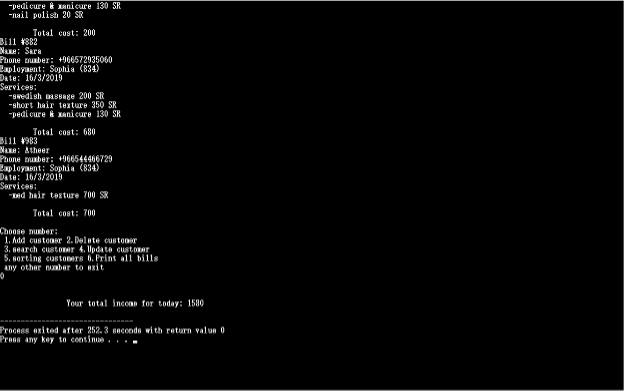 -pedicure & manicure 130 SR
-nail polish 20 SR
Total cost: 200
Bill #882
Name: Sara
Phone number: +966572935060
Employment: Sophia (834)
Date: 16/3/2019
Services:
-swedish massage 200 SR
-short hair texture 350 SR
-pedicure & manicure 130 SR
Total cost: 680
Bill #983
Name: Atheer
Phone number: +966544466729
Employment: Sophia (834)
Date: 16/3/2019
Services:
-med hair texture 700 SR
Total cost: 700
Choose number:
1.Add customer 2.Delete customer
3.search customer 4.Update customer
5.sorting customers 6.Print all bills
any other number to exit
0
Your total income for today: 1580
--------------------------------
Process exited after 252.3 seconds with return value 0
Press any key to continue . . .